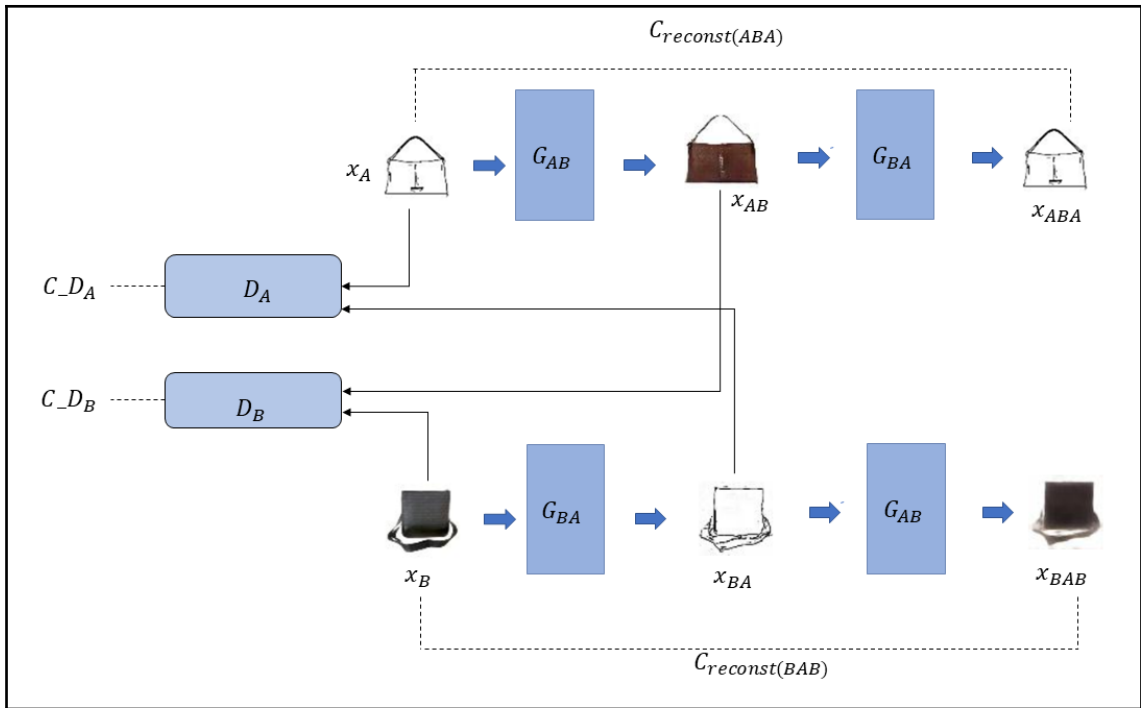 C_reconst(ABA)
x_A
G_AB
G_BA
x_AB
x_ABA
C_D_A
D_A
C_D_B
D_B
G_BA
G_AB
x_B
x_BA
x_BAB
C_reconst(BAB)